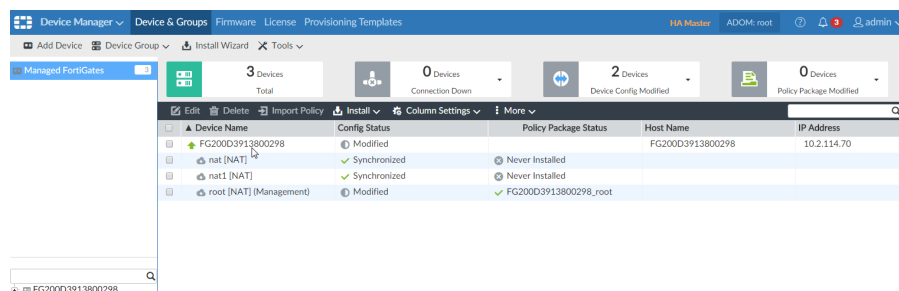 Device Manager Device & Groups Firmware License Provisioning Templates HA Master ADOM: root 3 admin
Add Device Device Group Install Wizard Tools
Managed FortiGates 3
3 Devices
Total
0 Devices
Connection Down
2 Devices
Device Config Modified
0 Devices
Policy Package Modified
Edit Delete Import Policy Install Column Settings More
Device Name Config Status Policy Package Status Host Name IP Address
FG200D3913800298 Modified FG200D3913800298 10.2.114.70
nat [NAT] Synchronized Never Installed
nat1 [NAT] Synchronized Never Installed
root [NAT] (Management) Modified FG200D3913800298_root
FG200D3913800298